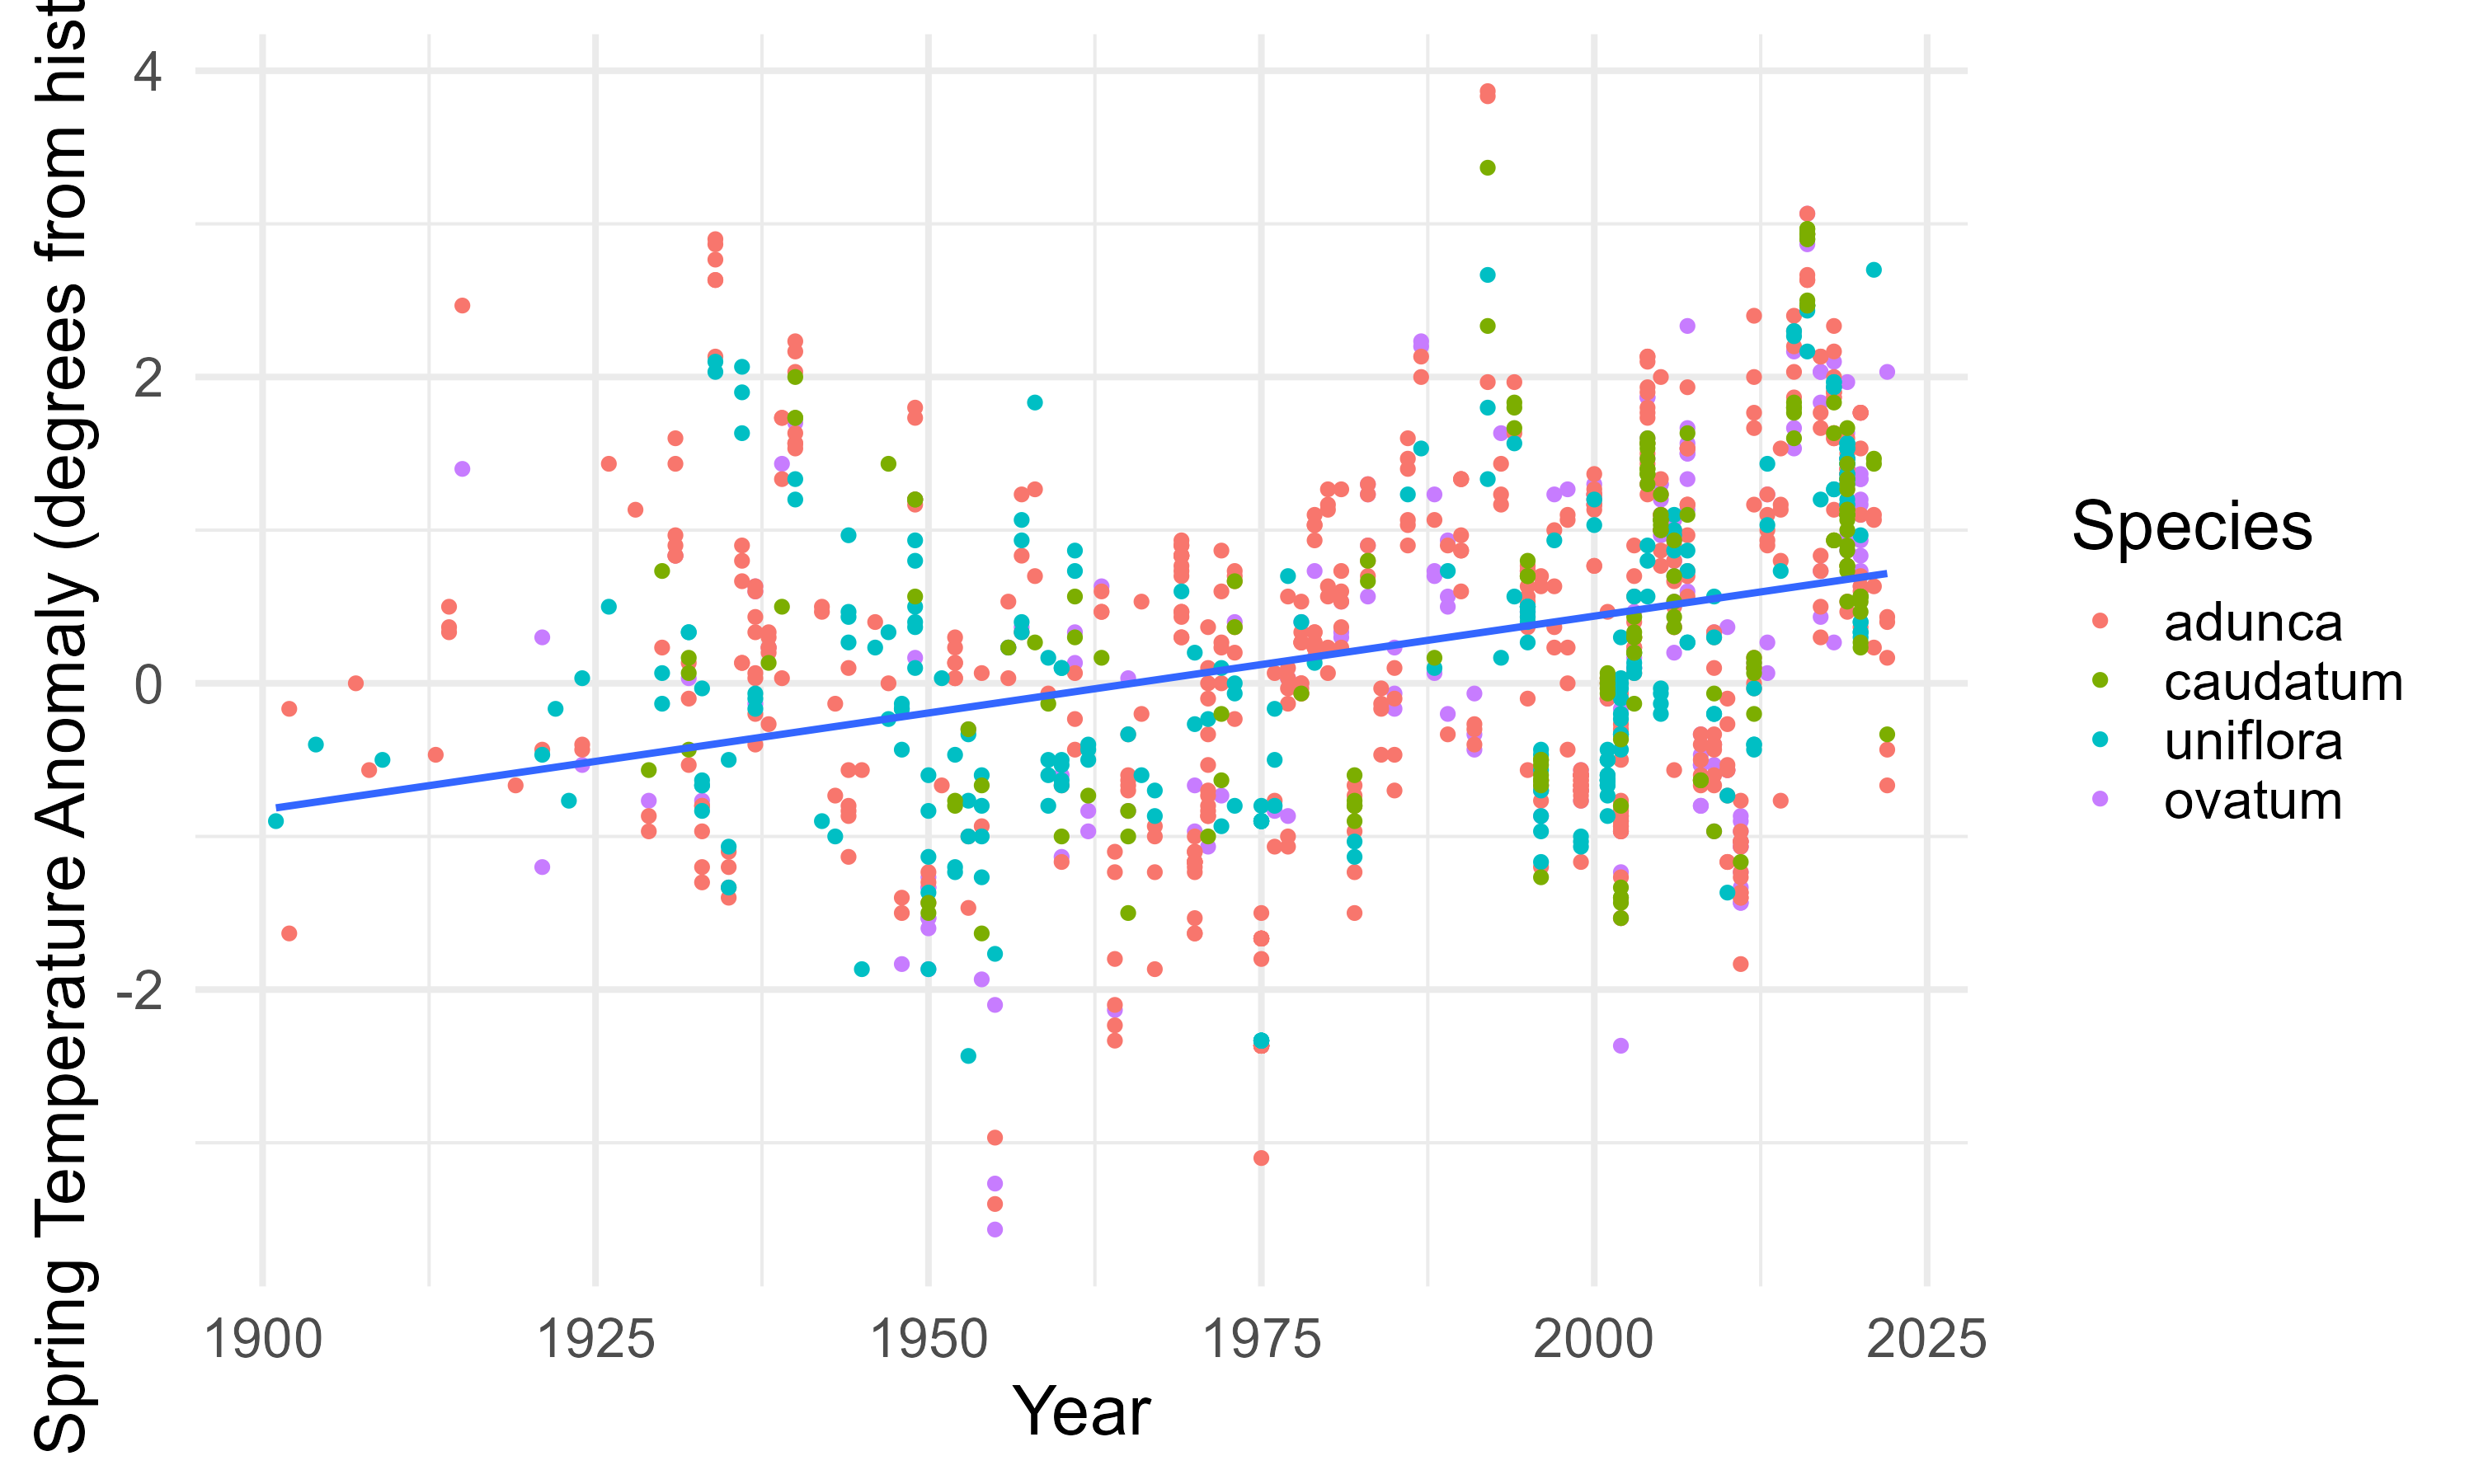 Spring Temperature Anomaly (degrees from hist
4
2
0
-2
1900 1925 1950 1975 2000 2025
Year
Species
adunca
caudatum
uniflora
ovatum